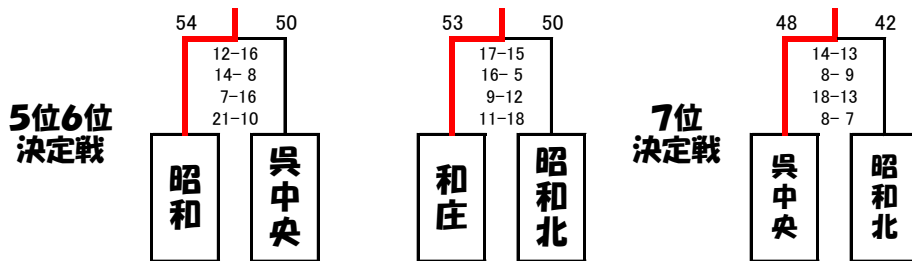 54 50
12-16
14- 8
7-16
21-10
5位6位
決定戦
昭和
呉中央
53 50
17-15
16- 5
9-12
11-18
和庄
昭和北
48 42
14-13
8- 9
18-13
8- 7
7位
決定戦
呉中央
昭和北